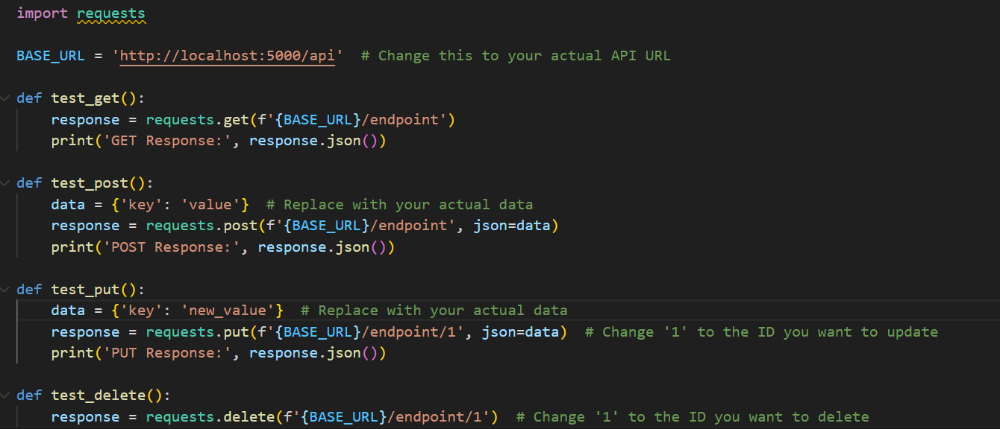 import requests
BASE_URL = 'http://localhost:5000/api'  # Change this to your actual API URL
def test_get():
    response = requests.get(f'{BASE_URL}/endpoint')
    print('GET Response:', response.json())
def test_post():
    data = {'key': 'value'}  # Replace with your actual data
    response = requests.post(f'{BASE_URL}/endpoint', json=data)
    print('POST Response:', response.json())
def test_put():
    data = {'key': 'new_value'}  # Replace with your actual data
    response = requests.put(f'{BASE_URL}/endpoint/1', json=data)  # Change '1' to the ID you want to update
    print('PUT Response:', response.json())
def test_delete():
    response = requests.delete(f'{BASE_URL}/endpoint/1')  # Change '1' to the ID you want to delete